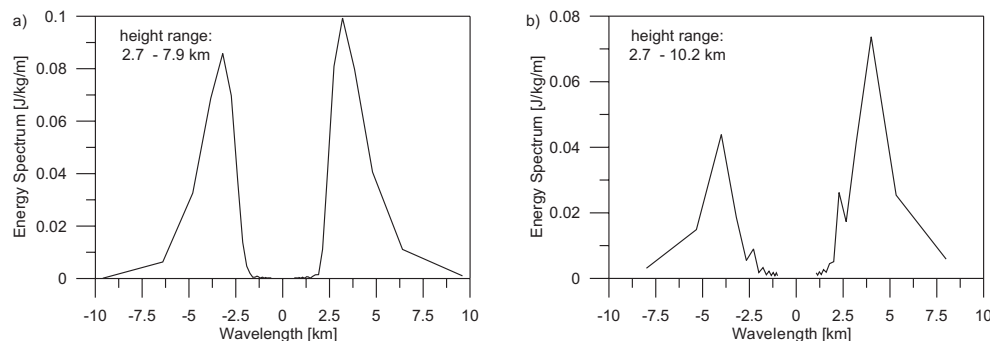 a)
height range:
2.7 - 7.9 km
Energy Spectrum [J/kg/m]
0.1
0.08
0.06
0.04
0.02
0
-10 -7.5 -5 -2.5 0 2.5 5 7.5 10
Wavelength [km]
b)
height range:
2.7 - 10.2 km
Energy Spectrum [J/kg/m]
0.08
0.06
0.04
0.02
0
-10 -7.5 -5 -2.5 0 2.5 5 7.5 10
Wavelength [km]